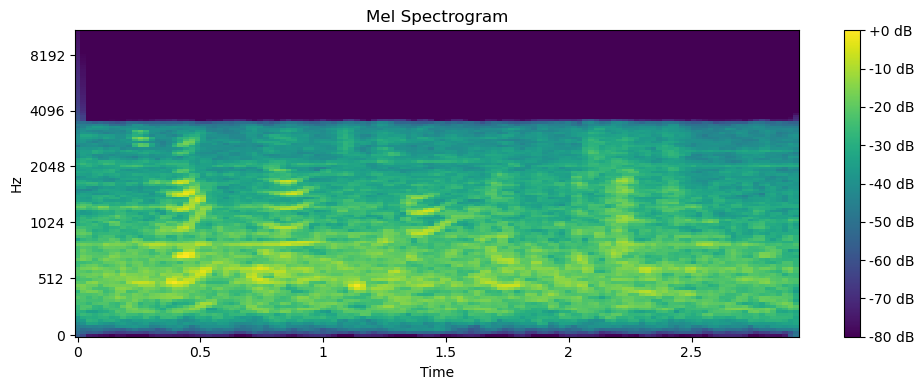 Mel Spectrogram
Hz
8192
4096
2048
1024
512
0
0
0.5
1
1.5
2
2.5
Time
+0 dB
-10 dB
-20 dB
-30 dB
-40 dB
-50 dB
-60 dB
-70 dB
-80 dB